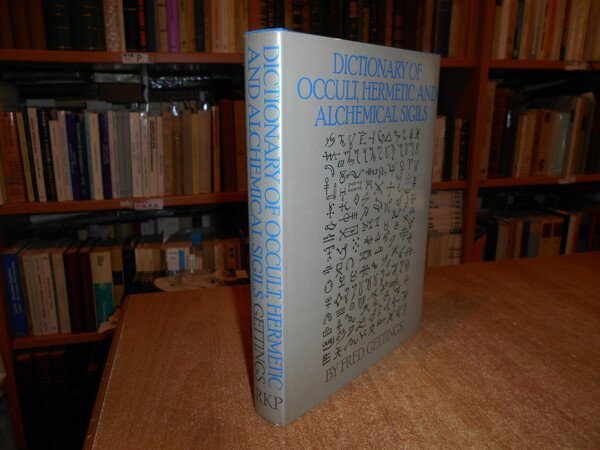 DICTIONARY OF
OCCULT, HERMETIC AND
ALCHEMICAL SIGILS
BY FRED GETTINGS
DICTIONARY OF OCCULT, HERMETIC
AND ALCHEMICAL SIGILS GETTINGS
RKP